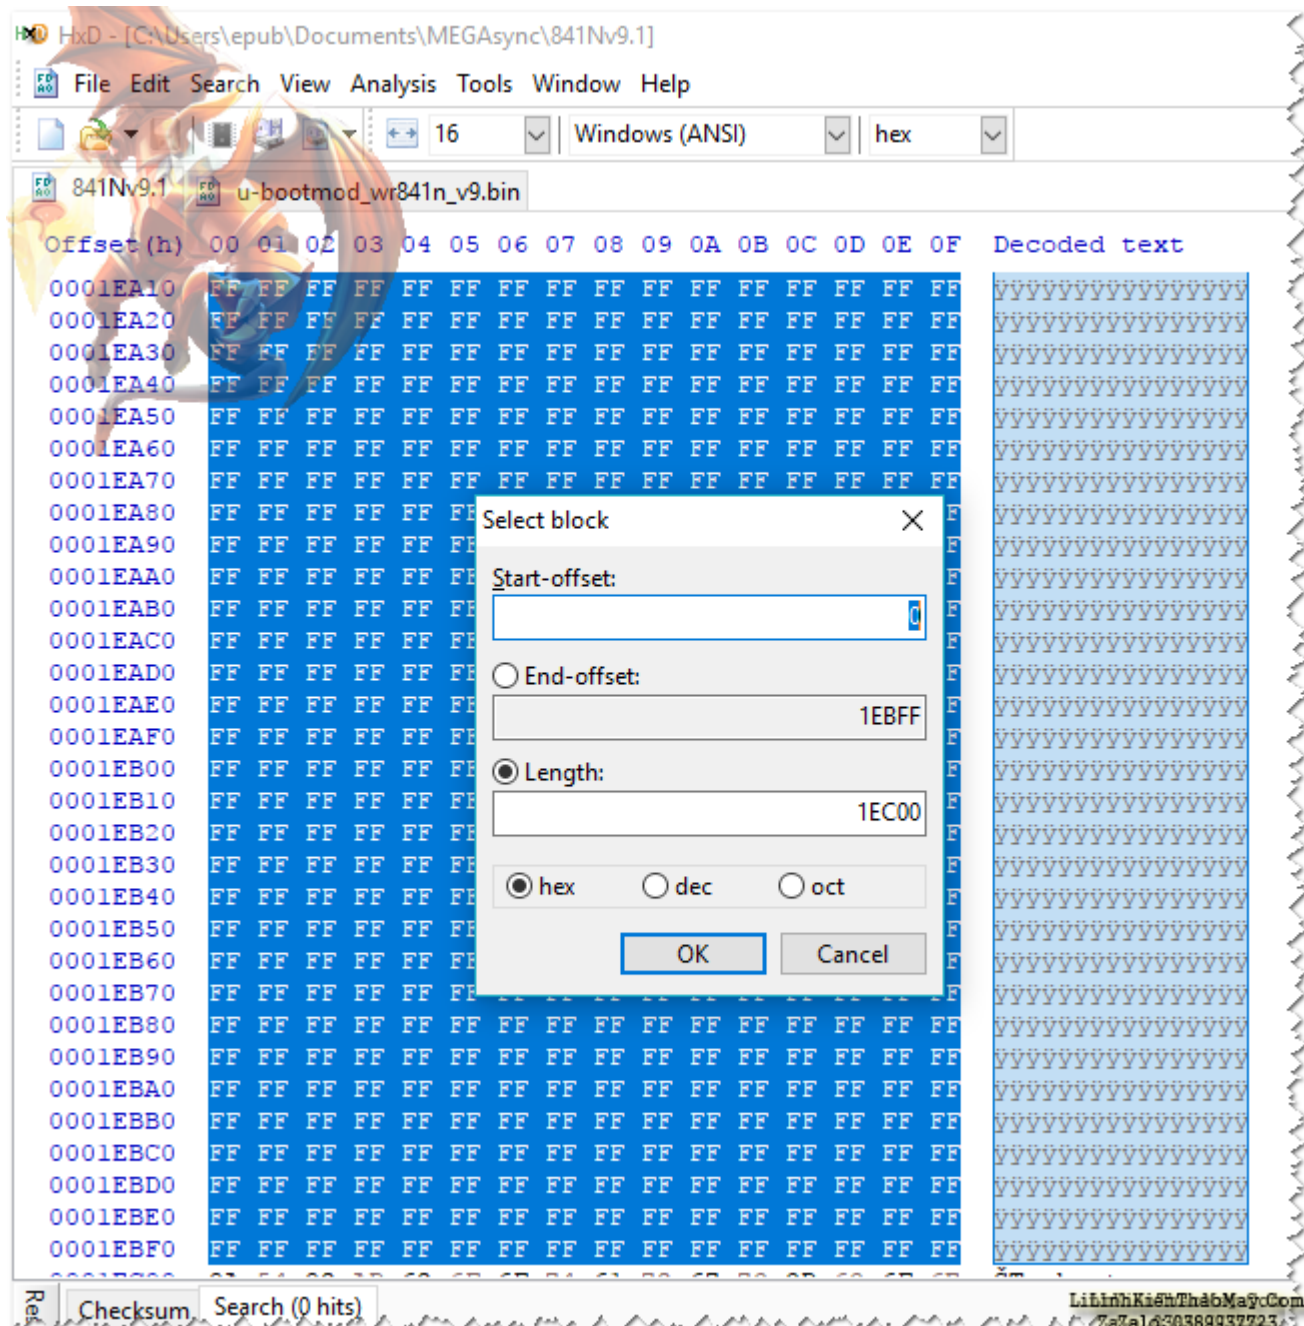 HxD - [C:\Users\epub\Documents\MEGAsync\841Nv9.1]
File Edit Search View Analysis Tools Window Help
16 Windows (ANSI) hex
841Nv9.1 u-bootmod_wr841n_v9.bin
Offset(h) 00 01 02 03 04 05 06 07 08 09 0A 0B 0C 0D 0E 0F Decoded text
0001EA10 FF FF FF FF FF FF FF FF FF FF FF FF FF FF FF FF ÿÿÿÿÿÿÿÿÿÿÿÿÿÿÿÿ
0001EA20 FF FF FF FF FF FF FF FF FF FF FF FF FF FF FF FF ÿÿÿÿÿÿÿÿÿÿÿÿÿÿÿÿ
0001EA30 FF FF FF FF FF FF FF FF FF FF FF FF FF FF FF FF ÿÿÿÿÿÿÿÿÿÿÿÿÿÿÿÿ
0001EA40 FF FF FF FF FF FF FF FF FF FF FF FF FF FF FF FF ÿÿÿÿÿÿÿÿÿÿÿÿÿÿÿÿ
0001EA50 FF FF FF FF FF FF FF FF FF FF FF FF FF FF FF FF ÿÿÿÿÿÿÿÿÿÿÿÿÿÿÿÿ
0001EA60 FF FF FF FF FF FF FF FF FF FF FF FF FF FF FF FF ÿÿÿÿÿÿÿÿÿÿÿÿÿÿÿÿ
0001EA70 FF FF FF FF FF FF FF FF FF FF FF FF FF FF FF FF ÿÿÿÿÿÿÿÿÿÿÿÿÿÿÿÿ
0001EA80 FF FF FF FF FF FF ÿÿÿÿÿÿÿÿÿÿÿÿÿÿÿÿ
0001EA90 FF FF FF FF FF FF ÿÿÿÿÿÿÿÿÿÿÿÿÿÿÿÿ
0001EAA0 FF FF FF FF FF FF ÿÿÿÿÿÿÿÿÿÿÿÿÿÿÿÿ
0001EAB0 FF FF FF FF FF FF ÿÿÿÿÿÿÿÿÿÿÿÿÿÿÿÿ
0001EAC0 FF FF FF FF FF FF ÿÿÿÿÿÿÿÿÿÿÿÿÿÿÿÿ
0001EAD0 FF FF FF FF FF FF ÿÿÿÿÿÿÿÿÿÿÿÿÿÿÿÿ
0001EAE0 FF FF FF FF FF FF ÿÿÿÿÿÿÿÿÿÿÿÿÿÿÿÿ
0001EAF0 FF FF FF FF FF FF ÿÿÿÿÿÿÿÿÿÿÿÿÿÿÿÿ
0001EB00 FF FF FF FF FF FF ÿÿÿÿÿÿÿÿÿÿÿÿÿÿÿÿ
0001EB10 FF FF FF FF FF FF ÿÿÿÿÿÿÿÿÿÿÿÿÿÿÿÿ
0001EB20 FF FF FF FF FF FF ÿÿÿÿÿÿÿÿÿÿÿÿÿÿÿÿ
0001EB30 FF FF FF FF FF FF ÿÿÿÿÿÿÿÿÿÿÿÿÿÿÿÿ
0001EB40 FF FF FF FF FF FF ÿÿÿÿÿÿÿÿÿÿÿÿÿÿÿÿ
0001EB50 FF FF FF FF FF FF ÿÿÿÿÿÿÿÿÿÿÿÿÿÿÿÿ
0001EB60 FF FF FF FF FF FF ÿÿÿÿÿÿÿÿÿÿÿÿÿÿÿÿ
0001EB70 FF FF FF FF FF FF ÿÿÿÿÿÿÿÿÿÿÿÿÿÿÿÿ
0001EB80 FF FF FF FF FF FF FF FF FF FF FF FF FF FF FF FF ÿÿÿÿÿÿÿÿÿÿÿÿÿÿÿÿ
0001EB90 FF FF FF FF FF FF FF FF FF FF FF FF FF FF FF FF ÿÿÿÿÿÿÿÿÿÿÿÿÿÿÿÿ
0001EBA0 FF FF FF FF FF FF FF FF FF FF FF FF FF FF FF FF ÿÿÿÿÿÿÿÿÿÿÿÿÿÿÿÿ
0001EBB0 FF FF FF FF FF FF FF FF FF FF FF FF FF FF FF FF ÿÿÿÿÿÿÿÿÿÿÿÿÿÿÿÿ
0001EBC0 FF FF FF FF FF FF FF FF FF FF FF FF FF FF FF FF ÿÿÿÿÿÿÿÿÿÿÿÿÿÿÿÿ
0001EBD0 FF FF FF FF FF FF FF FF FF FF FF FF FF FF FF FF ÿÿÿÿÿÿÿÿÿÿÿÿÿÿÿÿ
0001EBE0 FF FF FF FF FF FF FF FF FF FF FF FF FF FF FF FF ÿÿÿÿÿÿÿÿÿÿÿÿÿÿÿÿ
0001EBF0 FF FF FF FF FF FF FF FF FF FF FF FF FF FF FF FF ÿÿÿÿÿÿÿÿÿÿÿÿÿÿÿÿ
Select block
Start-offset:
0
End-offset:
1EBFF
Length:
1EC00
hex dec oct
OK Cancel
Checksum Search (0 hits)
LiLinhKiệnTháoMáy.Com
ZaZalo:0389937723